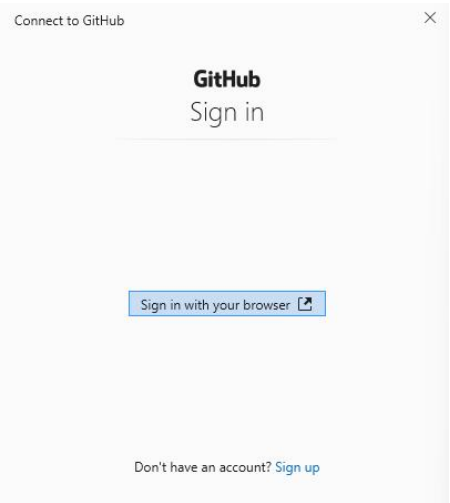 Connect to GitHub
GitHub
Sign in
Sign in with your browser
Don't have an account? Sign up